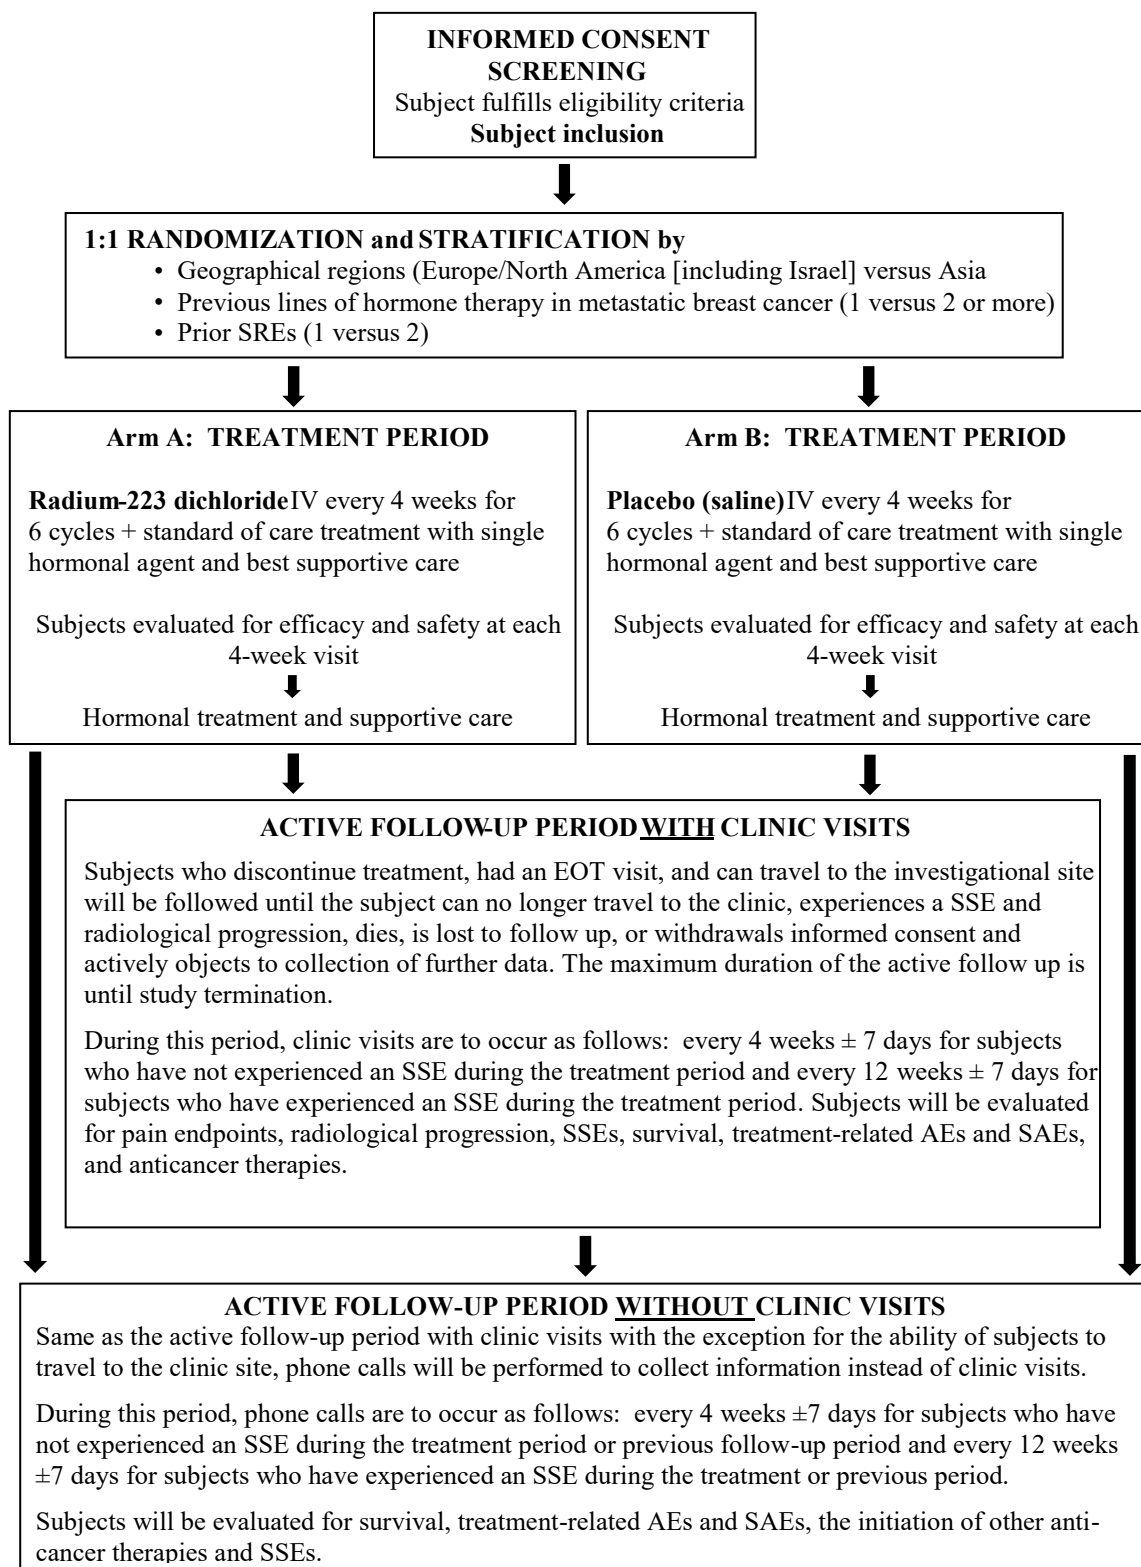 INFORMED CONSENT
SCREENING
Subject fulfills eligibility criteria
Subject inclusion
1:1 RANDOMIZATION and STRATIFICATION by
• Geographical regions (Europe/North America [including Israel] versus Asia
• Previous lines of hormone therapy in metastatic breast cancer (1 versus 2 or more)
• Prior SREs (1 versus 2)
Arm A: TREATMENT PERIOD
Radium-223 dichloride IV every 4 weeks for
6 cycles + standard of care treatment with single
hormonal agent and best supportive care
Subjects evaluated for efficacy and safety at each
4-week visit
Hormonal treatment and supportive care
Arm B: TREATMENT PERIOD
Placebo (saline) IV every 4 weeks for
6 cycles + standard of care treatment with single
hormonal agent and best supportive care
Subjects evaluated for efficacy and safety at each
4-week visit
Hormonal treatment and supportive care
ACTIVE FOLLOW-UP PERIOD WITH CLINIC VISITS
Subjects who discontinue treatment, had an EOT visit, and can travel to the investigational site
will be followed until the subject can no longer travel to the clinic, experiences a SSE and
radiological progression, dies, is lost to follow up, or withdrawals informed consent and
actively objects to collection of further data. The maximum duration of the active follow up is
until study termination.
During this period, clinic visits are to occur as follows: every 4 weeks ± 7 days for subjects
who have not experienced an SSE during the treatment period and every 12 weeks ± 7 days for
subjects who have experienced an SSE during the treatment period. Subjects will be evaluated
for pain endpoints, radiological progression, SSEs, survival, treatment-related AEs and SAEs,
and anticancer therapies.
ACTIVE FOLLOW-UP PERIOD WITHOUT CLINIC VISITS
Same as the active follow-up period with clinic visits with the exception for the ability of subjects to
travel to the clinic site, phone calls will be performed to collect information instead of clinic visits.
During this period, phone calls are to occur as follows: every 4 weeks ±7 days for subjects who have
not experienced an SSE during the treatment period or previous follow-up period and every 12 weeks
±7 days for subjects who have experienced an SSE during the treatment or previous period.
Subjects will be evaluated for survival, treatment-related AEs and SAEs, the initiation of other anti-
cancer therapies and SSEs.